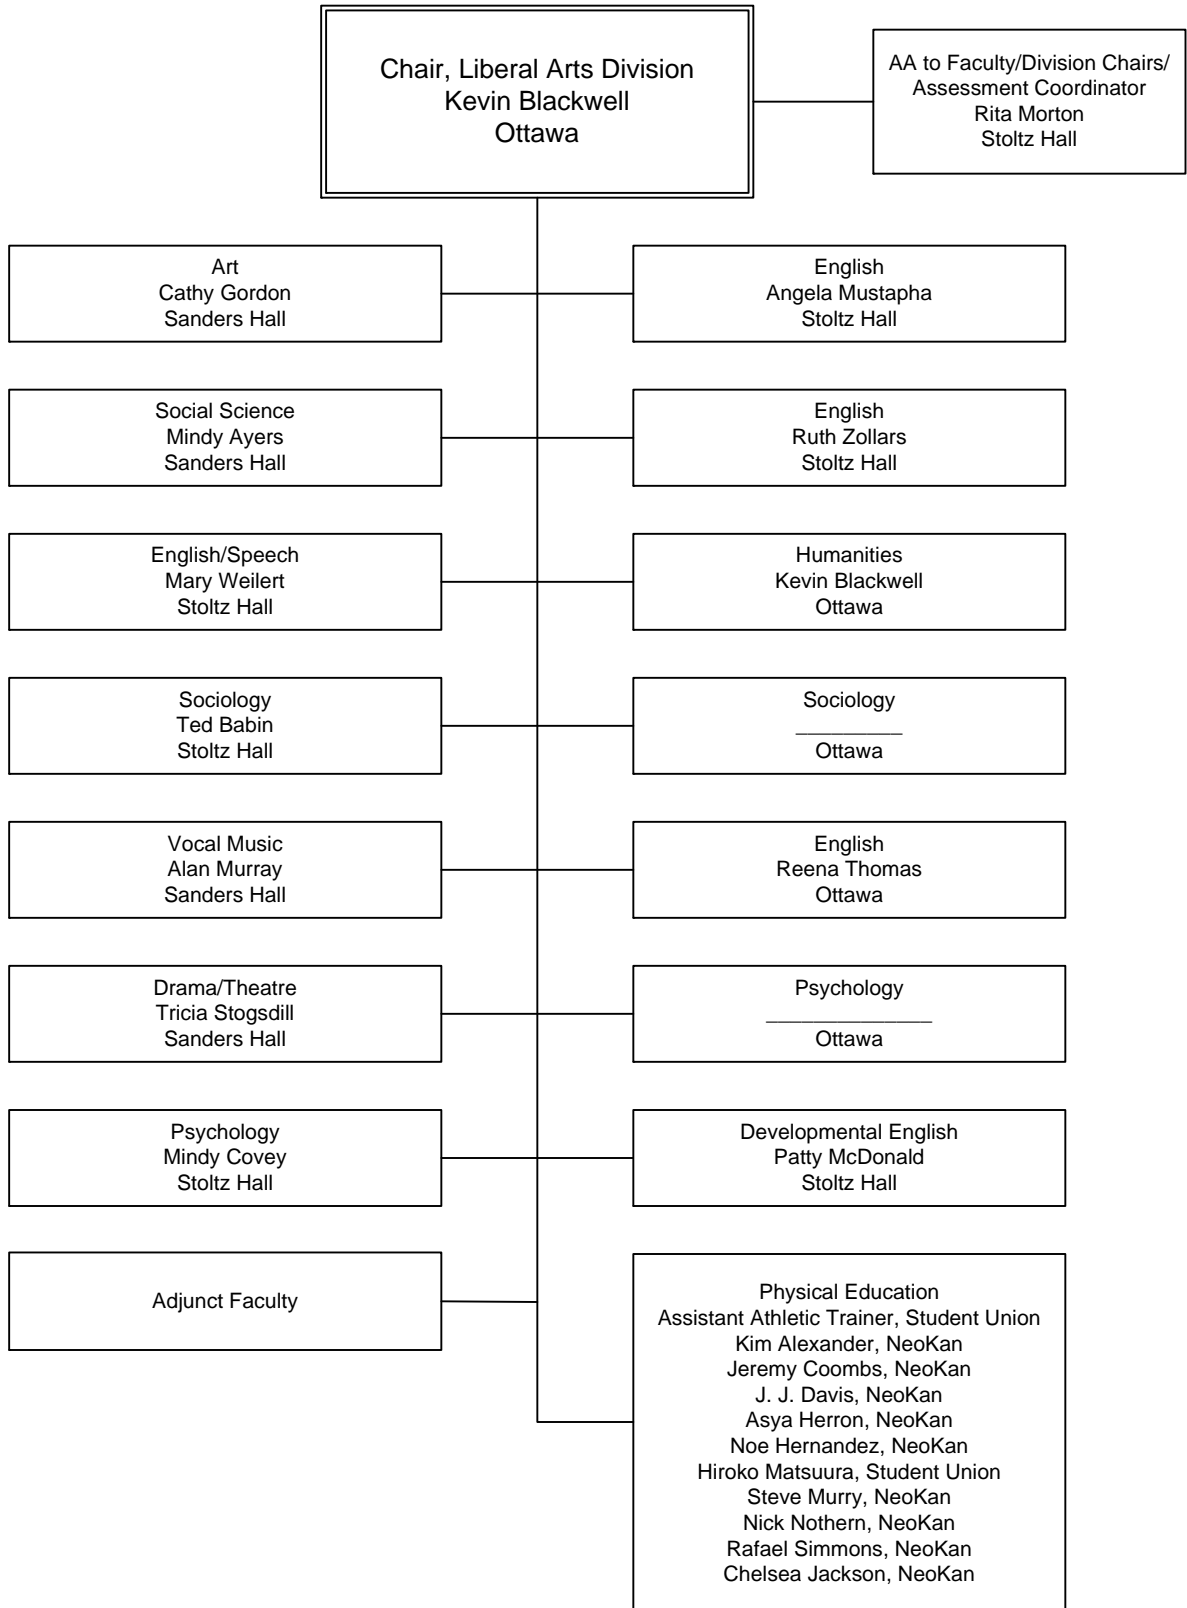 Chair, Liberal Arts Division
Kevin Blackwell
Ottawa
AA to Faculty/Division Chairs/
Assessment Coordinator
Rita Morton
Stoltz Hall
Art
Cathy Gordon
Sanders Hall
English
Angela Mustapha
Stoltz Hall
Social Science
Mindy Ayers
Sanders Hall
English
Ruth Zollars
Stoltz Hall
English/Speech
Mary Weilert
Stoltz Hall
Humanities
Kevin Blackwell
Ottawa
Sociology
Ted Babin
Stoltz Hall
Sociology
_________
Ottawa
Vocal Music
Alan Murray
Sanders Hall
English
Reena Thomas
Ottawa
Drama/Theatre
Tricia Stogsdill
Sanders Hall
Psychology
______________
Ottawa
Psychology
Mindy Covey
Stoltz Hall
Developmental English
Patty McDonald
Stoltz Hall
Adjunct Faculty
Physical Education
Assistant Athletic Trainer, Student Union
Kim Alexander, NeoKan
Jeremy Coombs, NeoKan
J. J. Davis, NeoKan
Asya Herron, NeoKan
Noe Hernandez, NeoKan
Hiroko Matsuura, Student Union
Steve Murry, NeoKan
Nick Nothern, NeoKan
Rafael Simmons, NeoKan
Chelsea Jackson, NeoKan